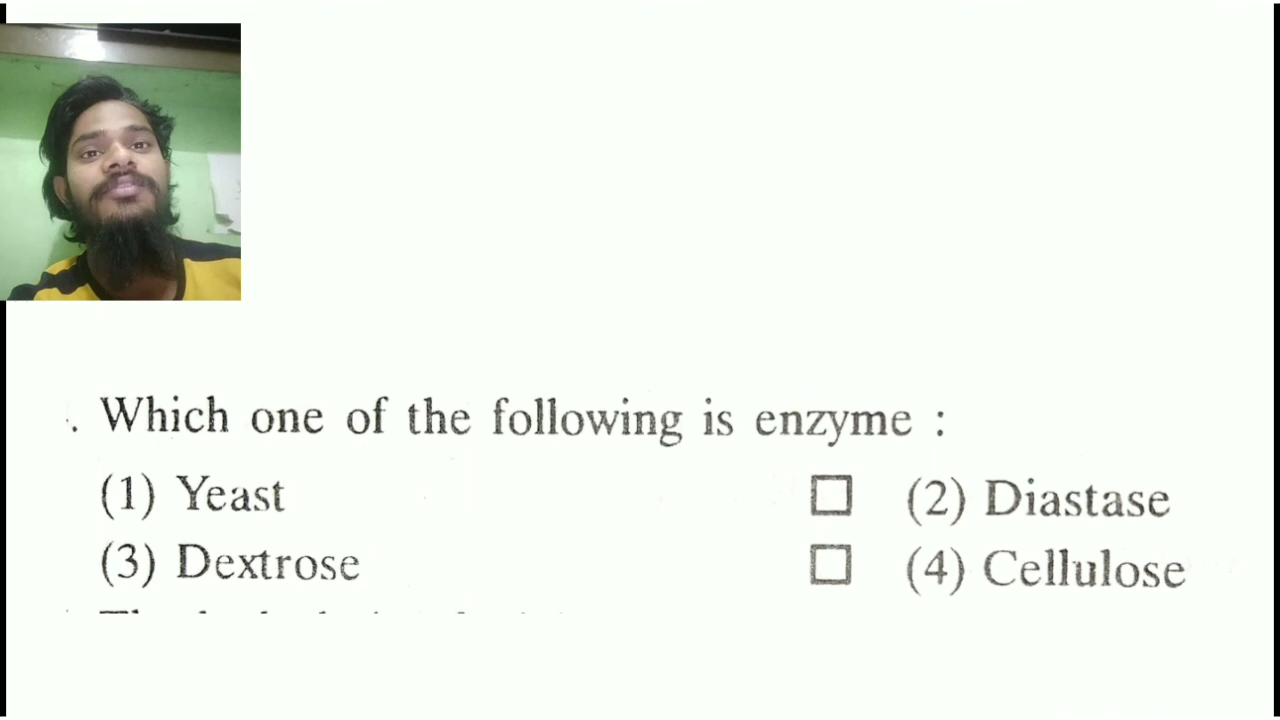 . Which one of the following is enzyme :
(1) Yeast ☐ (2) Diastase
(3) Dextrose ☐ (4) Cellulose